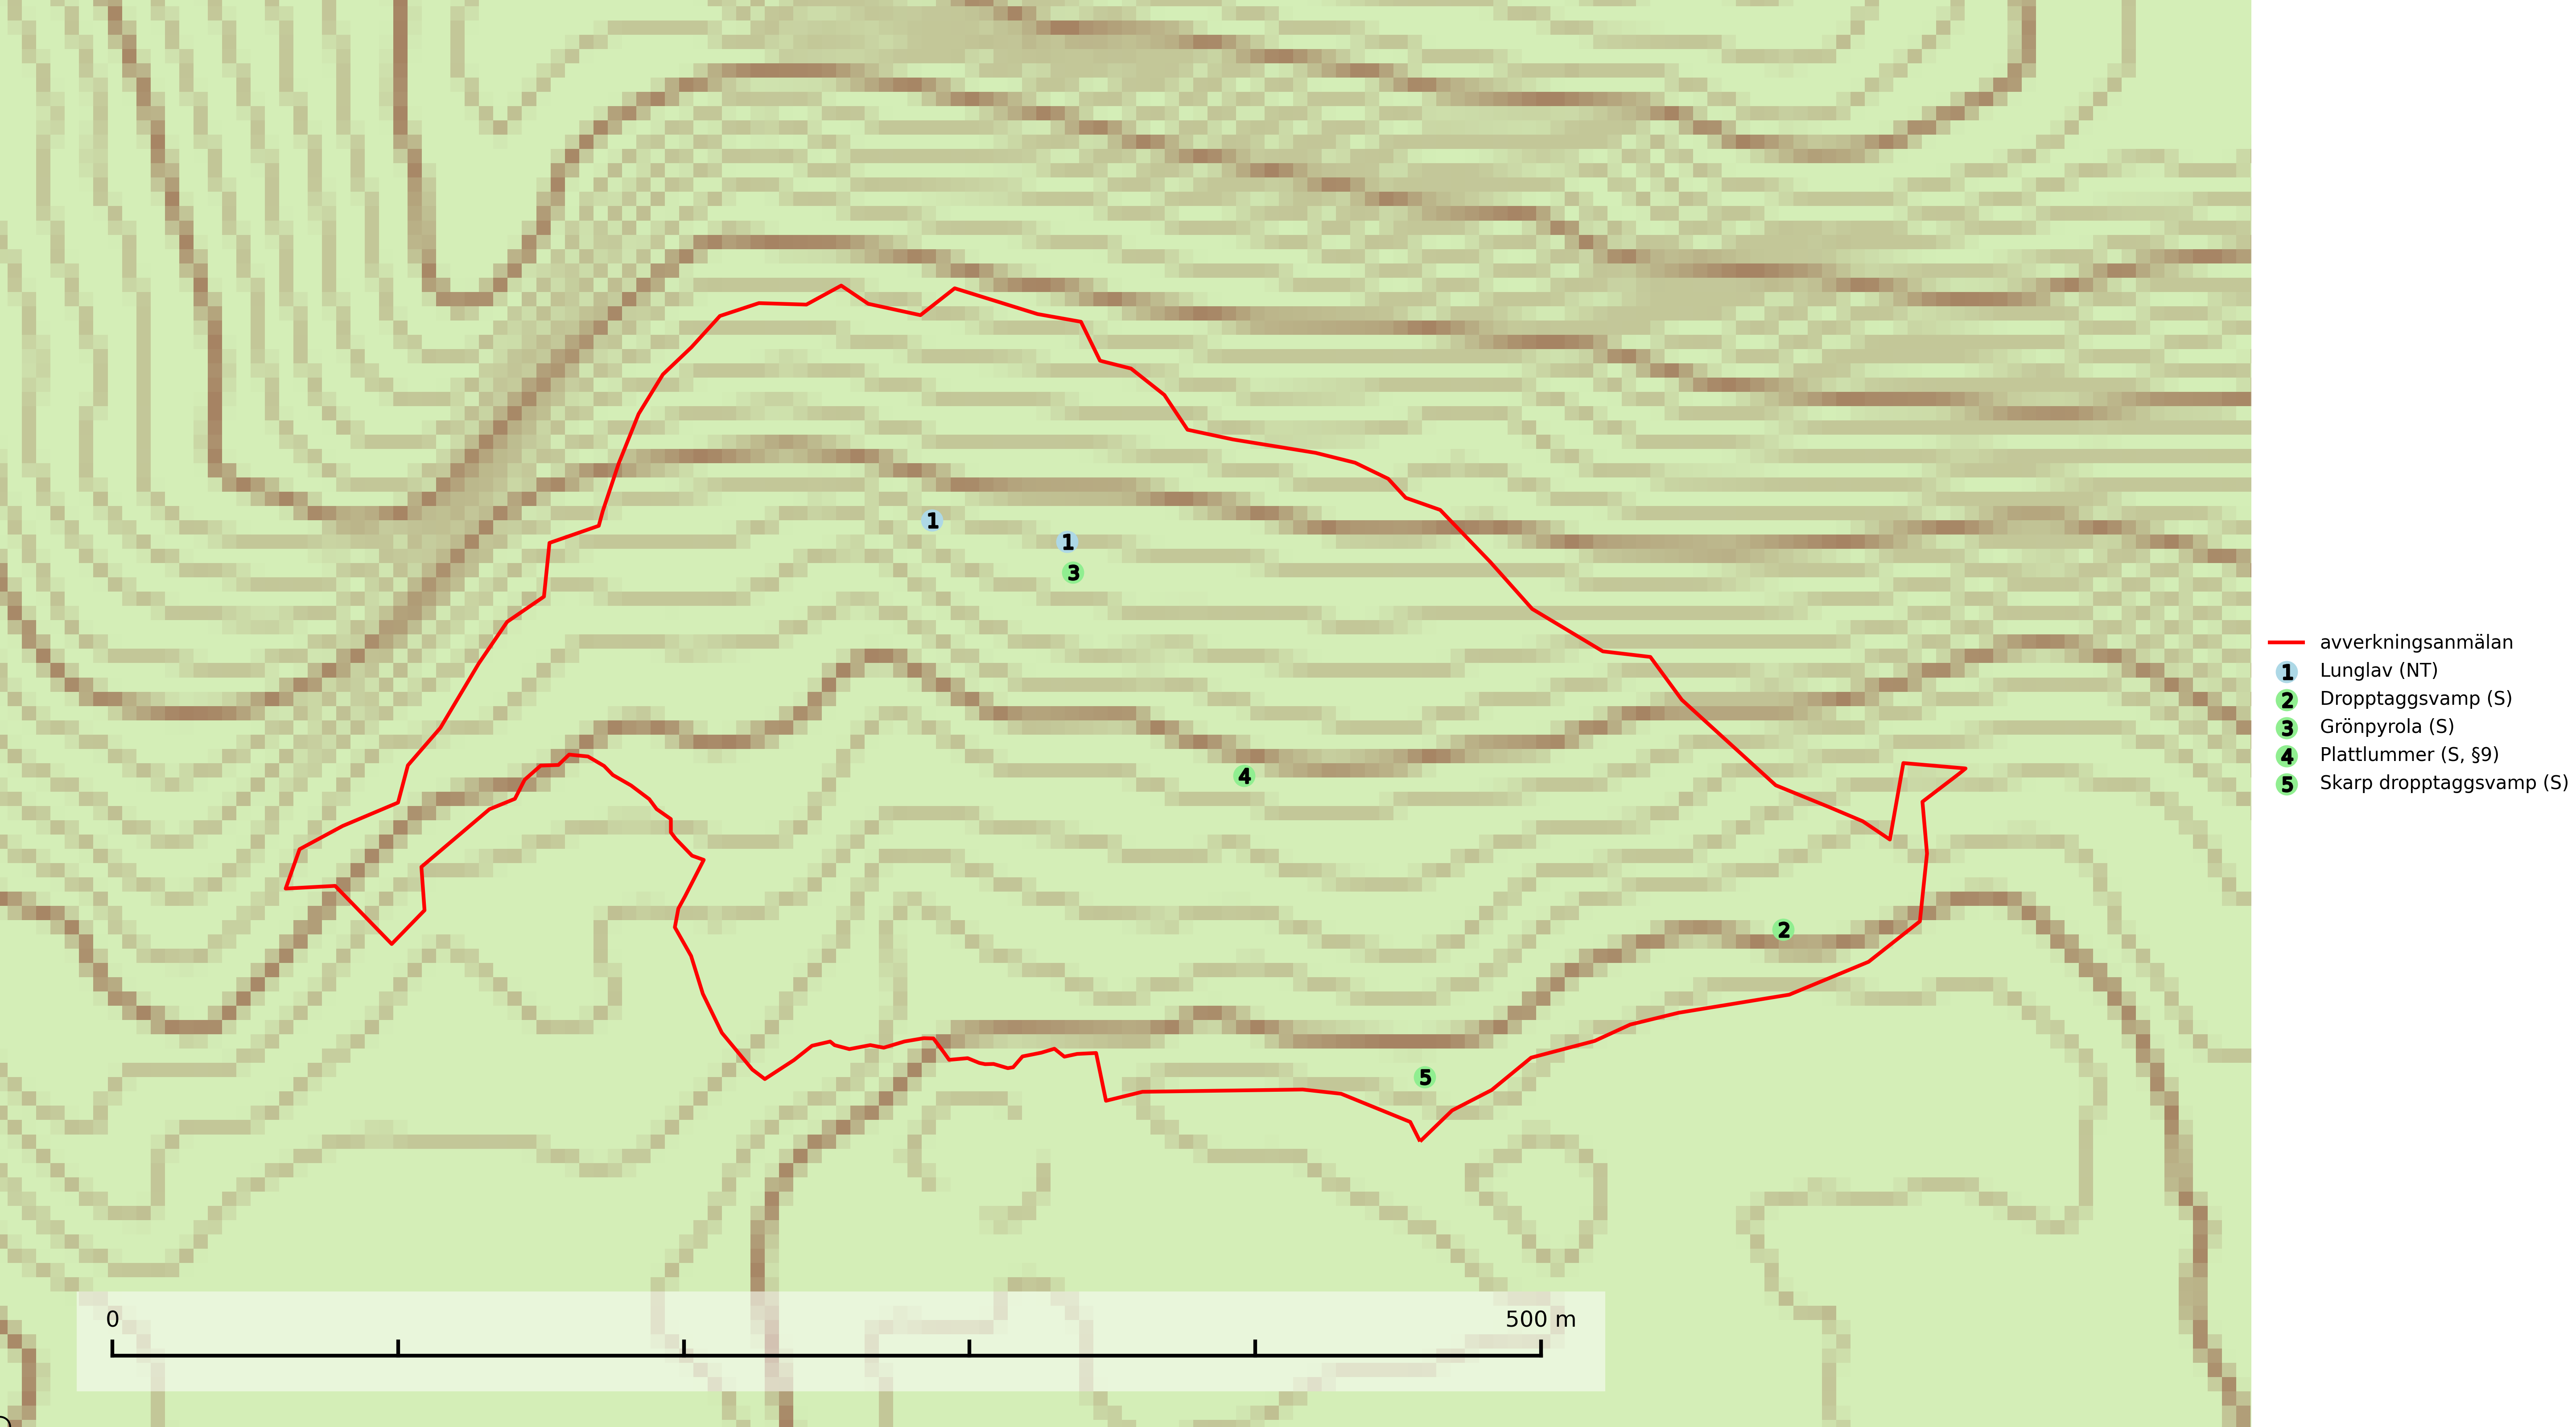 1
1
3
4
2
5
0 500 m
avverkningsanmälan
1 Lunglav (NT)
2 Dropptaggsvamp (S)
3 Grönpyrola (S)
4 Plattlummer (S, §9)
5 Skarp dropptaggsvamp (S)